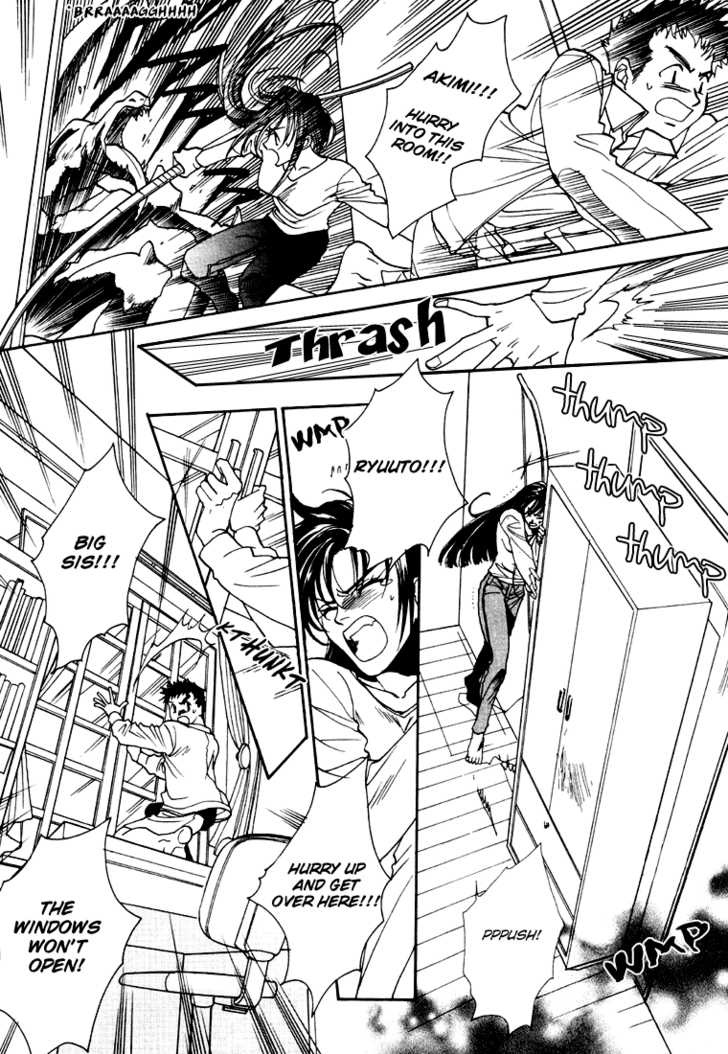 BRRAAAAGGHHHH
AKIMI!!!
HURRY
INTO THIS
ROOM!!
Thrash
RYUUTO!!!
WMP
thump
thump
thump
BIG
SIS!!!
KT-THUNKT
HURRY UP
AND GET
OVER HERE!!!
PPPUSH!
THE
WINDOWS
WON'T
OPEN!
WMP